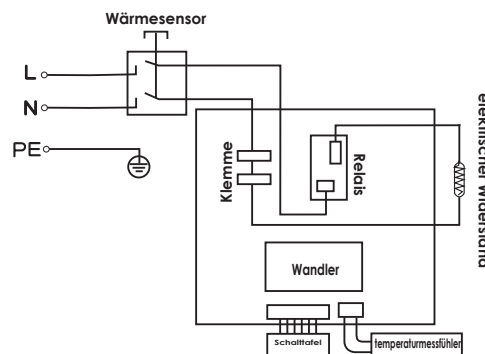 Wärmesensor
L
N
PE
Klemme
Relais
elektrischer Widerstand
Wandler
Schalttafel
temperaturmessfühler